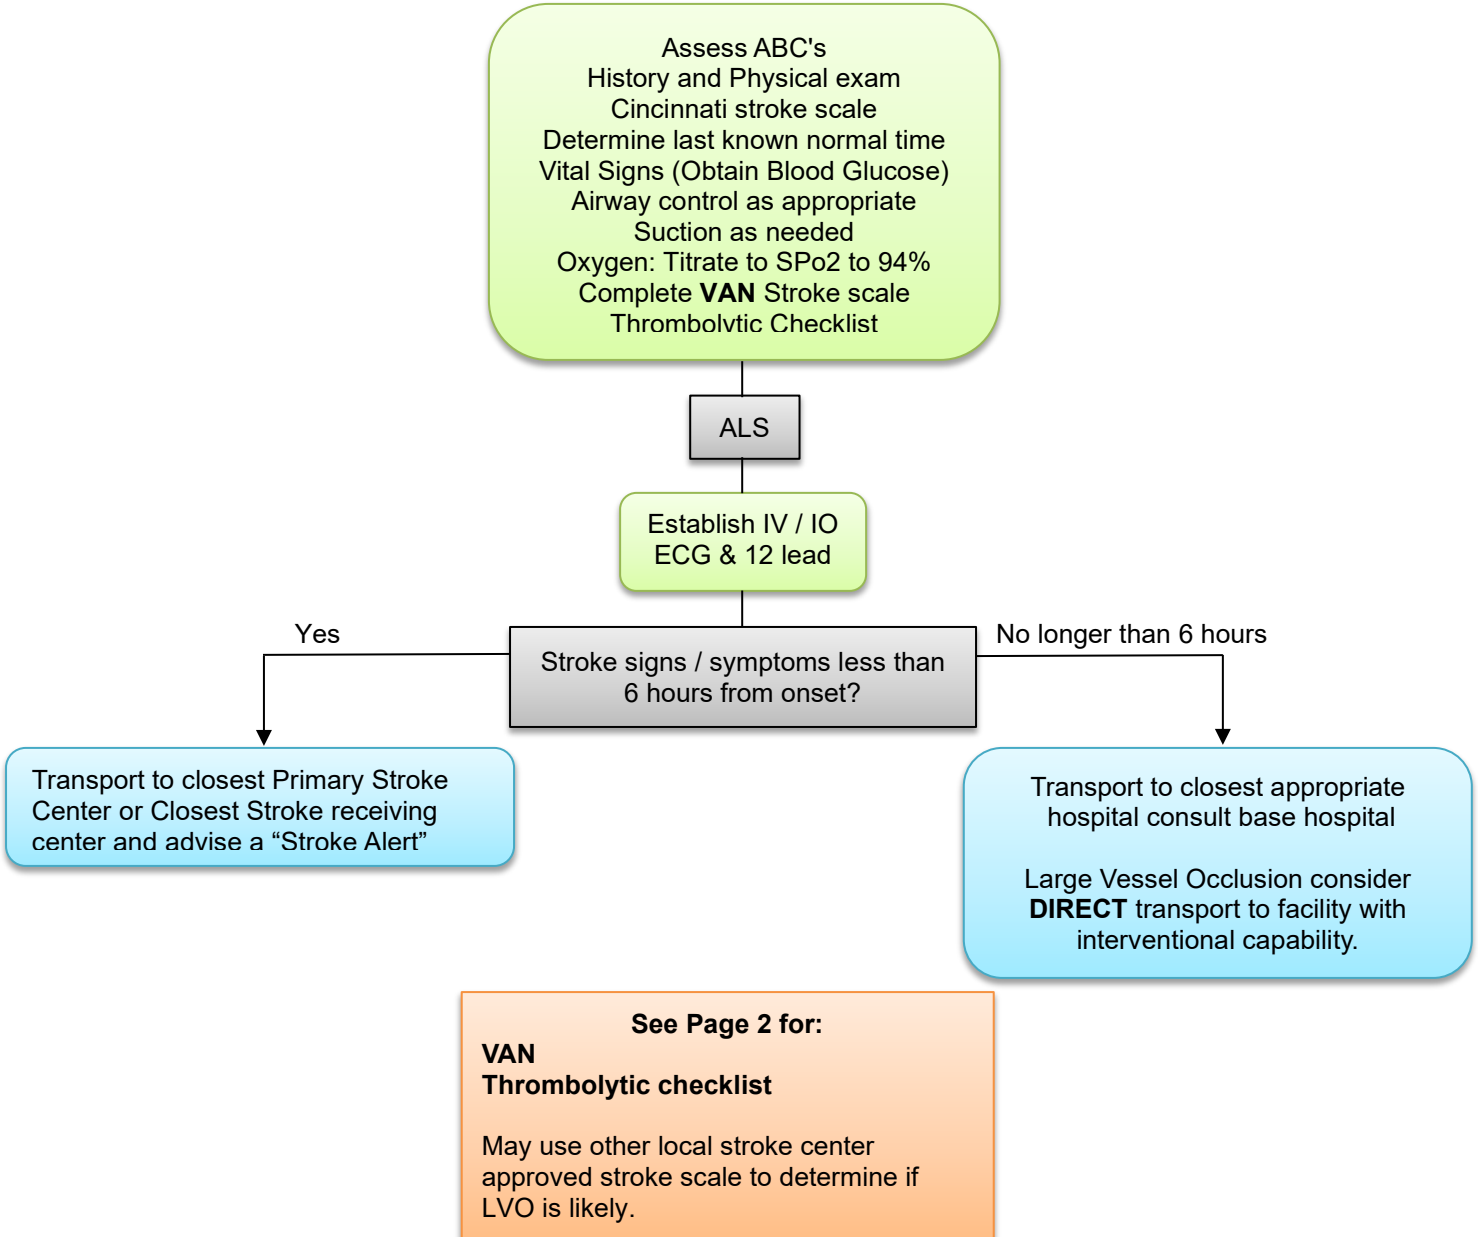 Assess ABC's
History and Physical exam
Cincinnati stroke scale
Determine last known normal time
Vital Signs (Obtain Blood Glucose)
Airway control as appropriate
Suction as needed
Oxygen: Titrate to SPo2 to 94%
Complete VAN Stroke scale
Thrombolytic Checklist
ALS
Establish IV / IO
ECG & 12 lead
Yes
Stroke signs / symptoms less than
6 hours from onset?
No longer than 6 hours
Transport to closest Primary Stroke
Center or Closest Stroke receiving
center and advise a “Stroke Alert”
Transport to closest appropriate
hospital consult base hospital
Large Vessel Occlusion consider
DIRECT transport to facility with
interventional capability.
See Page 2 for:
VAN
Thrombolytic checklist
May use other local stroke center
approved stroke scale to determine if
LVO is likely.